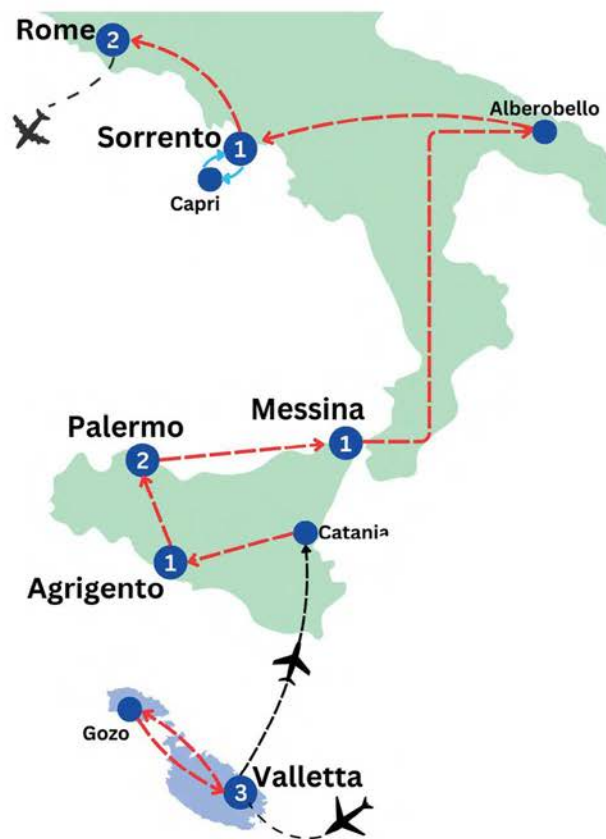 Rome
2
Alberobello
Sorrento
1
Capri
Messina
1
Palermo
2
Catania
1
Agrigento
Gozo
Valletta
3